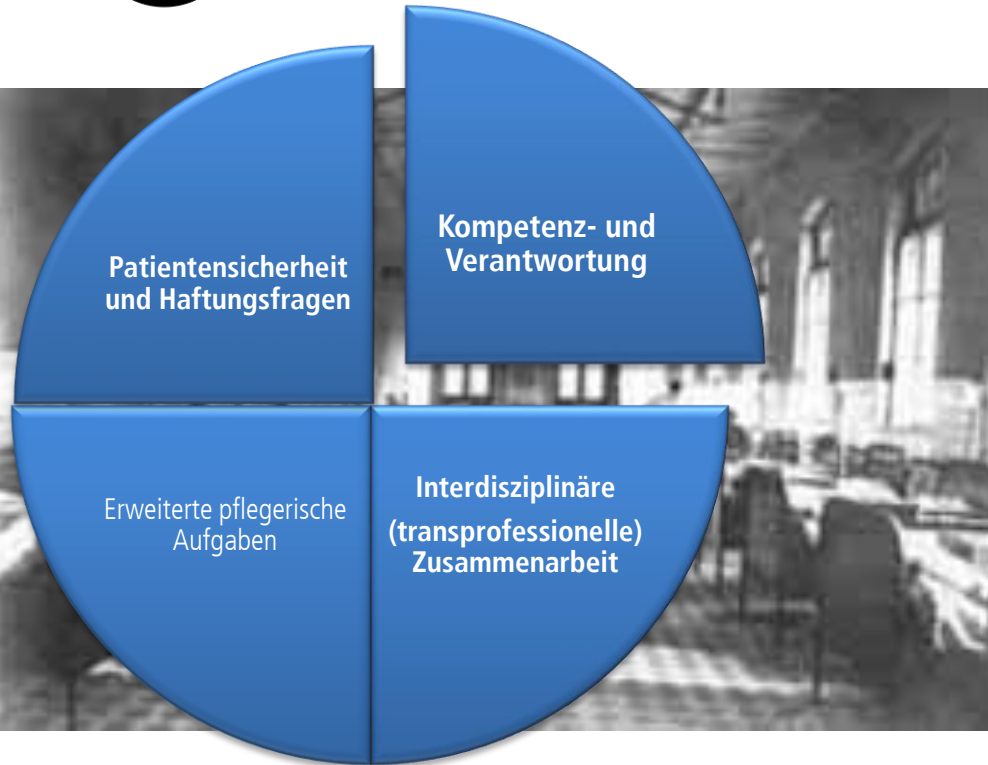 Patientensicherheit
und Haftungsfragen
Kompetenz- und
Verantwortung
Erweiterte pflegerische
Aufgaben
Interdisziplinäre
(transprofessionelle)
Zusammenarbeit